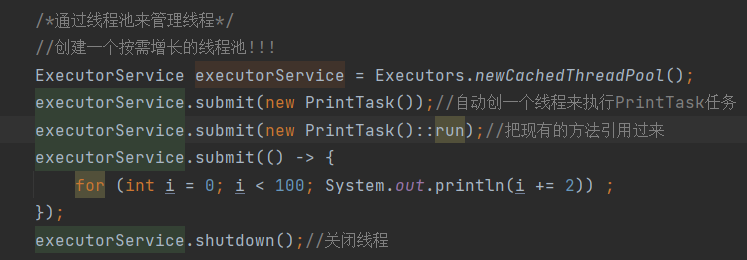 /*通过线程池来管理线程*/
//创建一个按需增长的线程池!!!
ExecutorService executorService = Executors.newCachedThreadPool();
executorService.submit(new PrintTask());//自动创一个线程来执行PrintTask任务
executorService.submit(new PrintTask()::run);//把现有的方法引用过来
executorService.submit(() -> {
    for (int i = 0; i < 100; System.out.println(i += 2)) ;
});
executorService.shutdown();//关闭线程